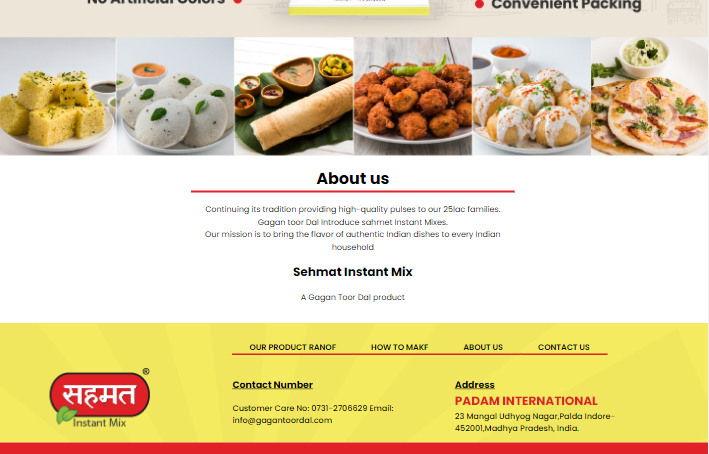 No Artificial Colors
Convenient Packing
About us
Continuing its tradition providing high-quality pulses to our 25lac families.
Gagan toor Dal Introduce sahmet Instant Mixes.
Our mission is to bring the flavor of authentic Indian dishes to every Indian
household
Sehmat Instant Mix
A Gagan Toor Dal product
OUR PRODUCT RANGF HOW TO MAKF ABOUT US CONTACT US
सहमत ®
Instant Mix
Contact Number
Customer Care No: 0731-2706629 Email:
info@gagantoordal.com
Address
PADAM INTERNATIONAL
23 Mangal Udhyog Nagar,Palda Indore-
452001,Madhya Pradesh, India.